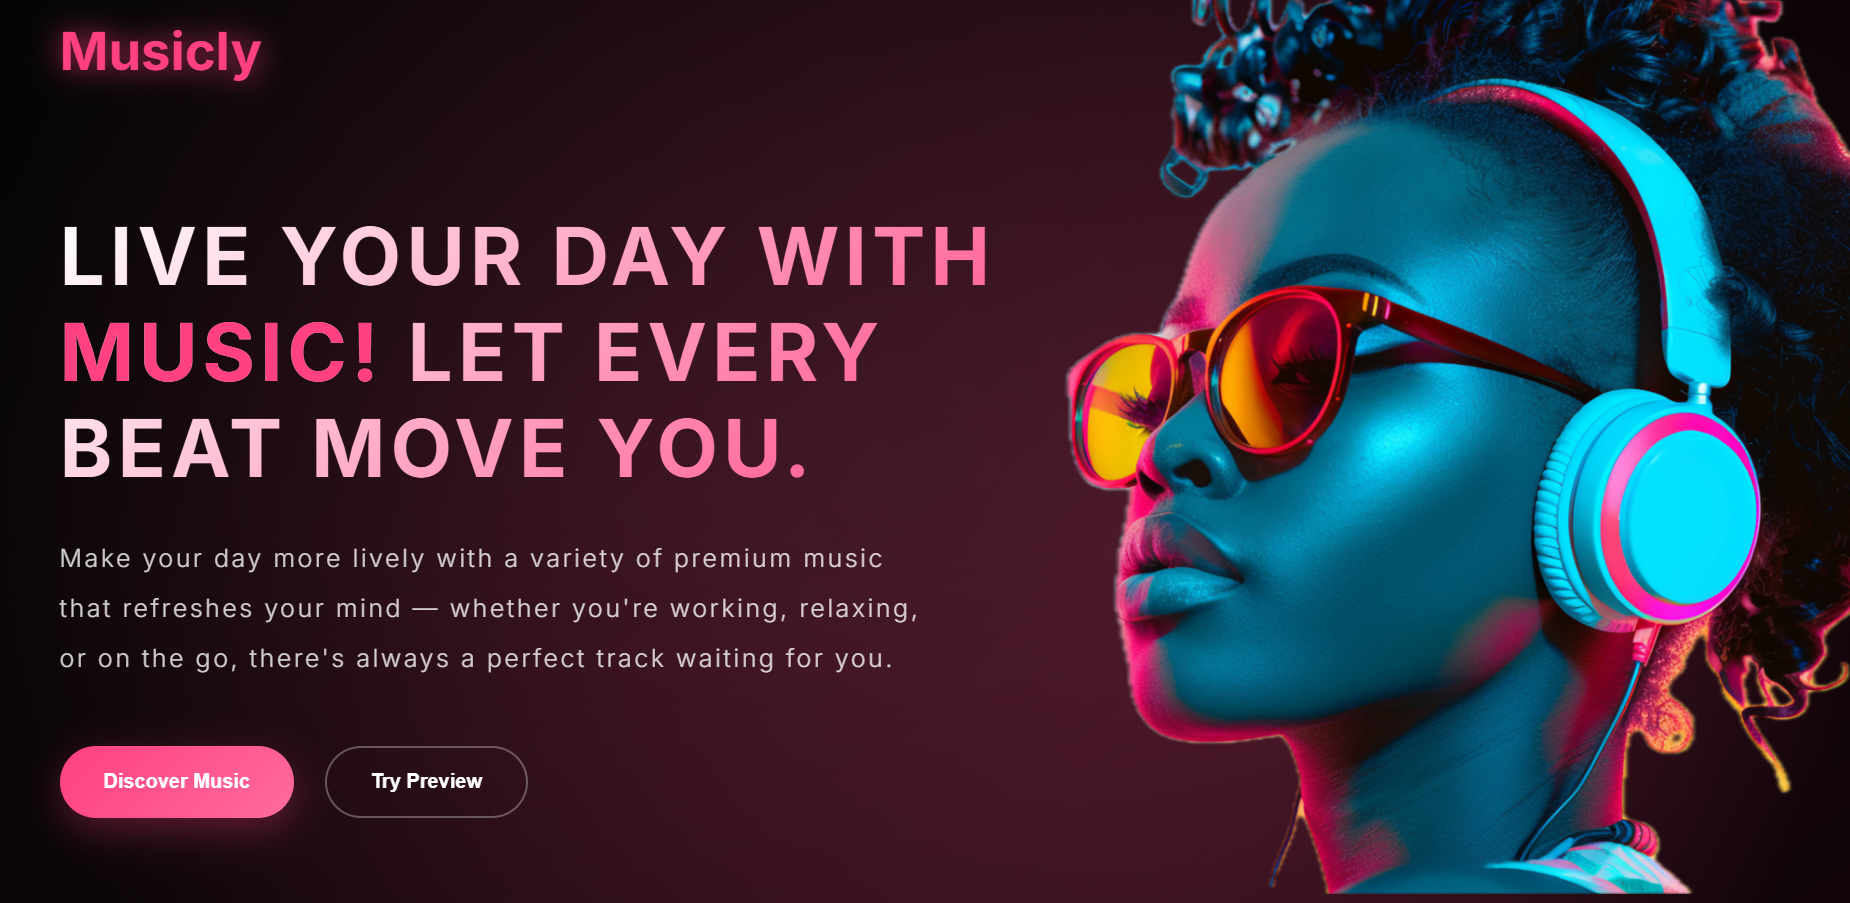 Musicly
LIVE YOUR DAY WITH
MUSIC! LET EVERY
BEAT MOVE YOU.
Make your day more lively with a variety of premium music
that refreshes your mind — whether you're working, relaxing,
or on the go, there's always a perfect track waiting for you.
Discover Music
Try Preview